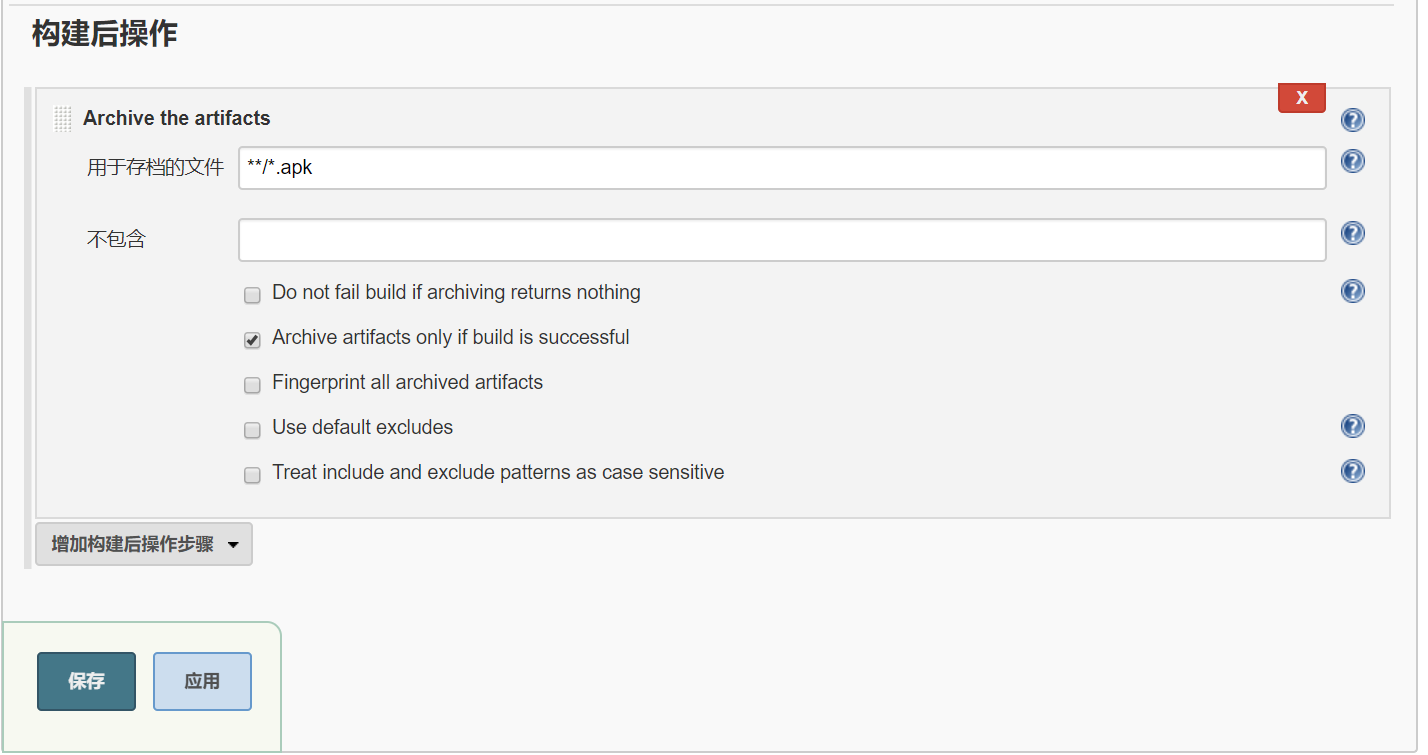 构建后操作
X
Archive the artifacts
?
用于存档的文件 **/*.apk ?
不包含 ?
Do not fail build if archiving returns nothing ?
Archive artifacts only if build is successful
Fingerprint all archived artifacts
Use default excludes ?
Treat include and exclude patterns as case sensitive ?
增加构建后操作步骤
保存 应用